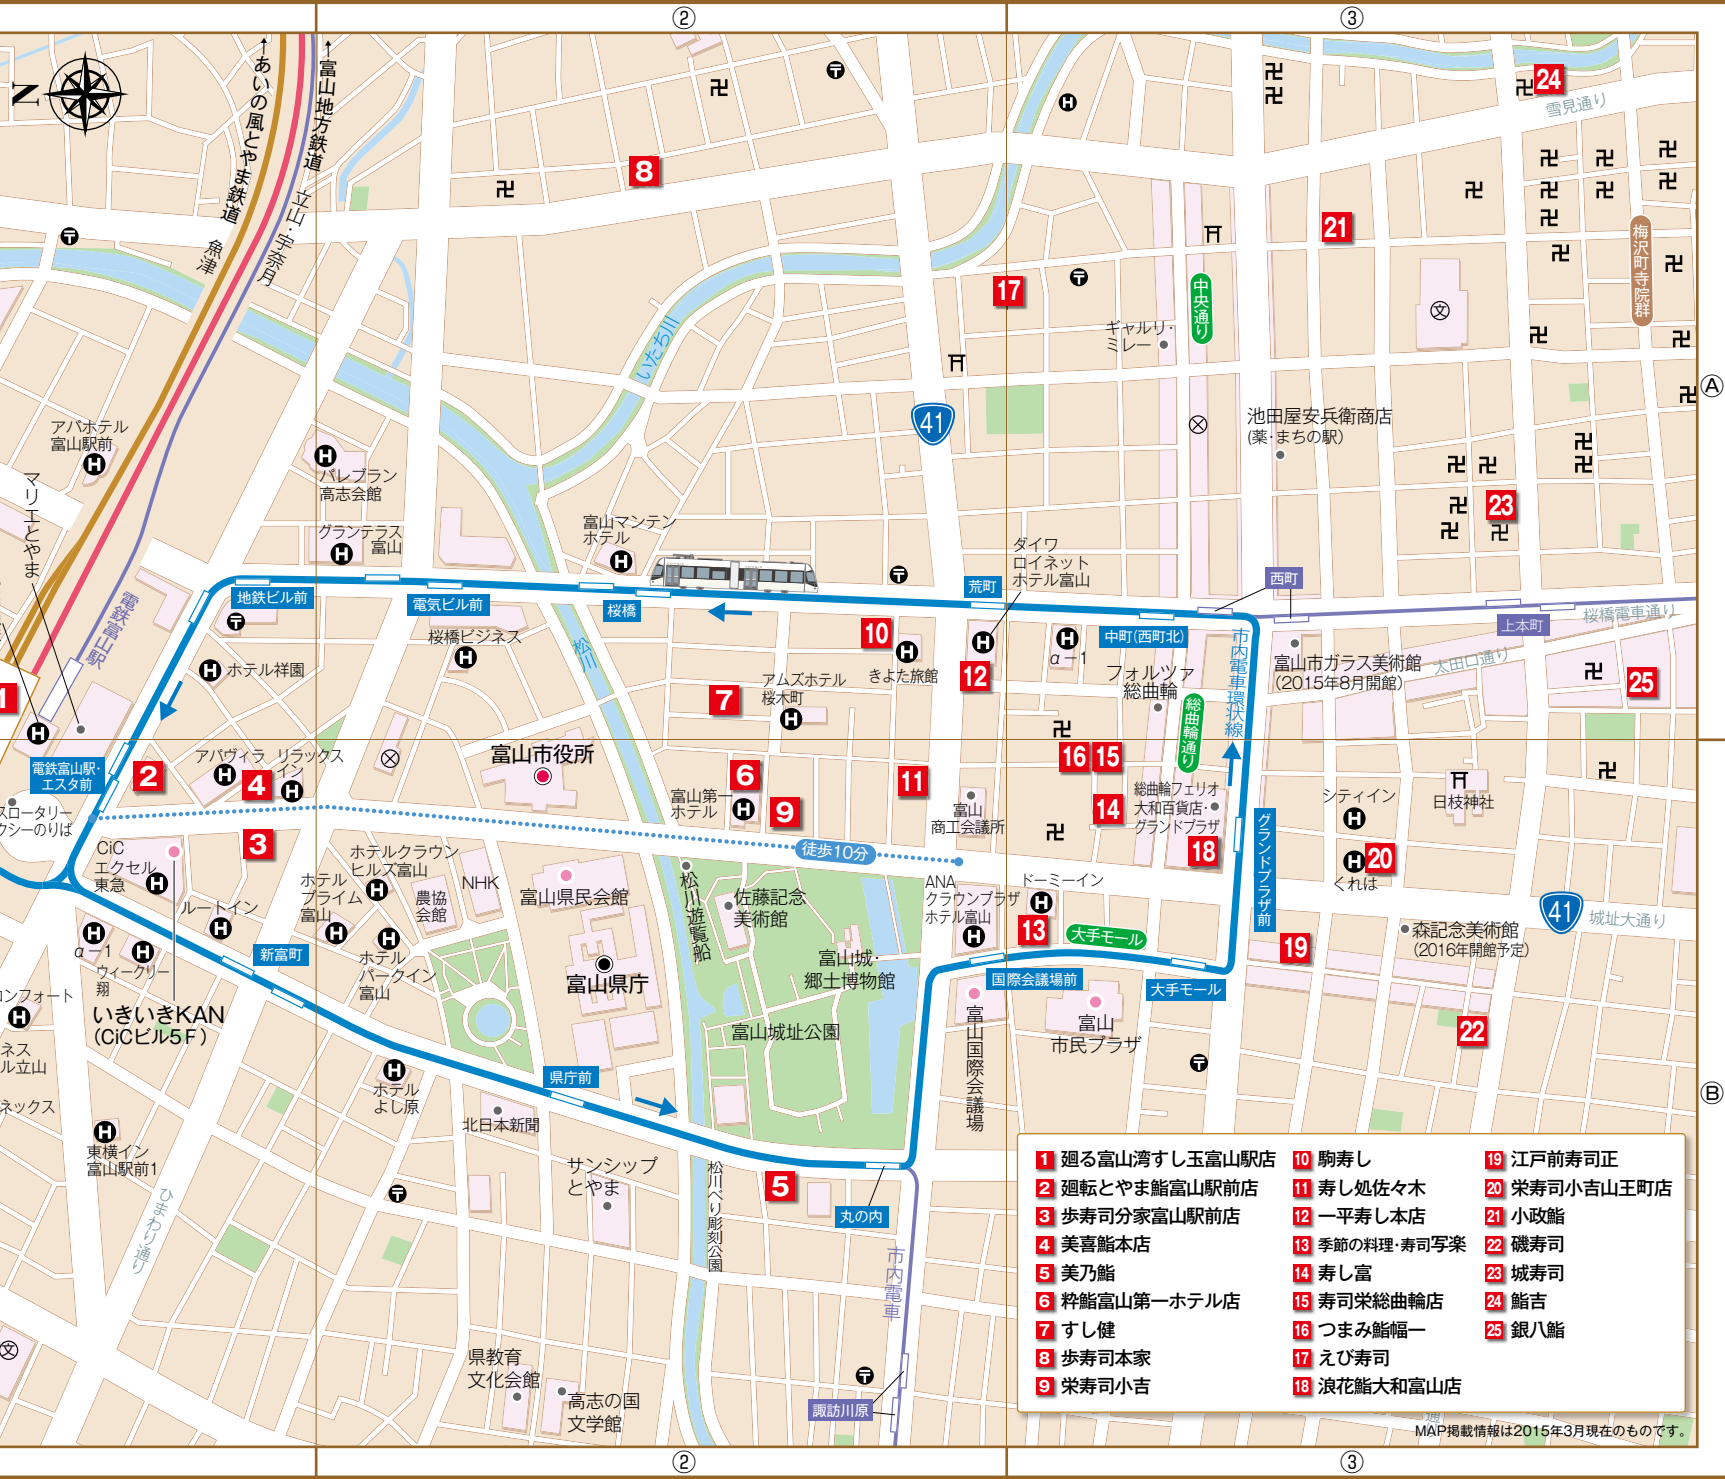 ②
③
N
←あいの風とやま鉄道
魚津
←富山地方鉄道
立山・宇奈月
8
24
雪見通り
21
梅沢町寺院群
17
中央通り
ギャルリ・
ミレー
いたち川
41
Ⓐ
池田屋安兵衛商店
(薬・まちの駅)
アパホテル
富山駅前
マリエとやま
パレブラン
高志会館
グランテラス
富山
富山マンテン
ホテル
ダイワ
ロイネット
ホテル富山
23
地鉄ビル前
電気ビル前
桜橋
荒町
西町
中町(西町北)
上本町
桜橋電車通り
太田口通り
電鉄富山駅
桜橋ビジネス
松川
ホテル祥園
10
きよた旅館
12
α-1
フォルツァ
総曲輪
市内電車環状線
富山市ガラス美術館
(2015年8月開館)
25
1
7
アムズホテル
桜木町
総曲輪通り
電鉄富山駅・
エスタ前
2
アパヴィラ
4
リラックス
イン
富山市役所
6
富山第一
ホテル
9
11
16
15
14
富山
商工会議所
総曲輪フェリオ
大和百貨店・
グランドプラザ
18
シティイン
日枝神社
20
くれは
グランドプラザ前
スロータリー
クシーのりば
3
CiC
エクセル
東急
徒歩10分
ホテルクラウン
ヒルズ富山
ホテル
プライム
富山
農協
会館
NHK
富山県民会館
松川遊覧船
佐藤記念
美術館
ANA
クラウンプラザ
ホテル富山
ドーミーイン
13
大手モール
41
城址大通り
森記念美術館
(2016年開館予定)
19
ルートイン
α-1
ウィークリー
翔
新富町
ホテル
パークイン
富山
富山県庁
富山城・
郷土博物館
国際会議場前
大手モール
コンフォート
いきいきKAN
(CiCビル5F)
富山城址公園
富山国際会議場
富山
市民プラザ
22
ネス
ル立山
ネックス
ホテル
よし原
県庁前
北日本新聞
Ⓑ
東横イン
富山駅前1
ひまわり通り
サンシップ
とやま
松川べり彫刻公園
5
丸の内
市内電車
県教育
文化会館
高志の国
文学館
諏訪川原
1 廻る富山湾すし玉富山駅店
2 廻転とやま鮨富山駅前店
3 歩寿司分家富山駅前店
4 美喜鮨本店
5 美乃鮨
6 粋鮨富山第一ホテル店
7 すし健
8 歩寿司本家
9 栄寿司小吉
10 駒寿し
11 寿し処佐々木
12 一平寿し本店
13 季節の料理・寿司写楽
14 寿し富
15 寿司栄総曲輪店
16 つまみ鮨幅一
17 えび寿司
18 浪花鮨大和富山店
19 江戸前寿司正
20 栄寿司小吉山王町店
21 小政鮨
22 磯寿司
23 城寿司
24 鮨吉
25 銀八鮨
MAP掲載情報は2015年3月現在のものです。
②
③